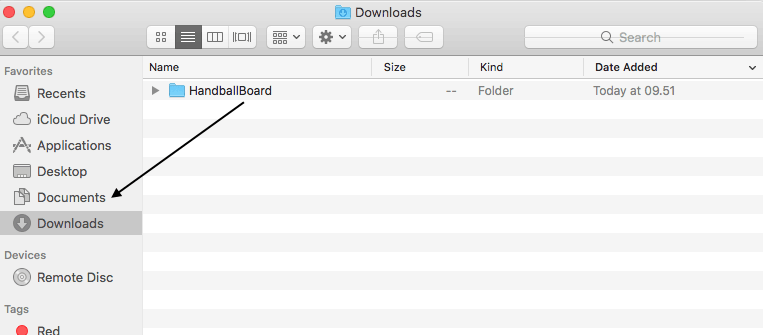 Downloads
Search
Favorites
Recents
iCloud Drive
Applications
Desktop
Documents
Downloads
Devices
Remote Disc
Tags
Red
Name Size Kind Date Added
HandballBoard -- Folder Today at 09.51